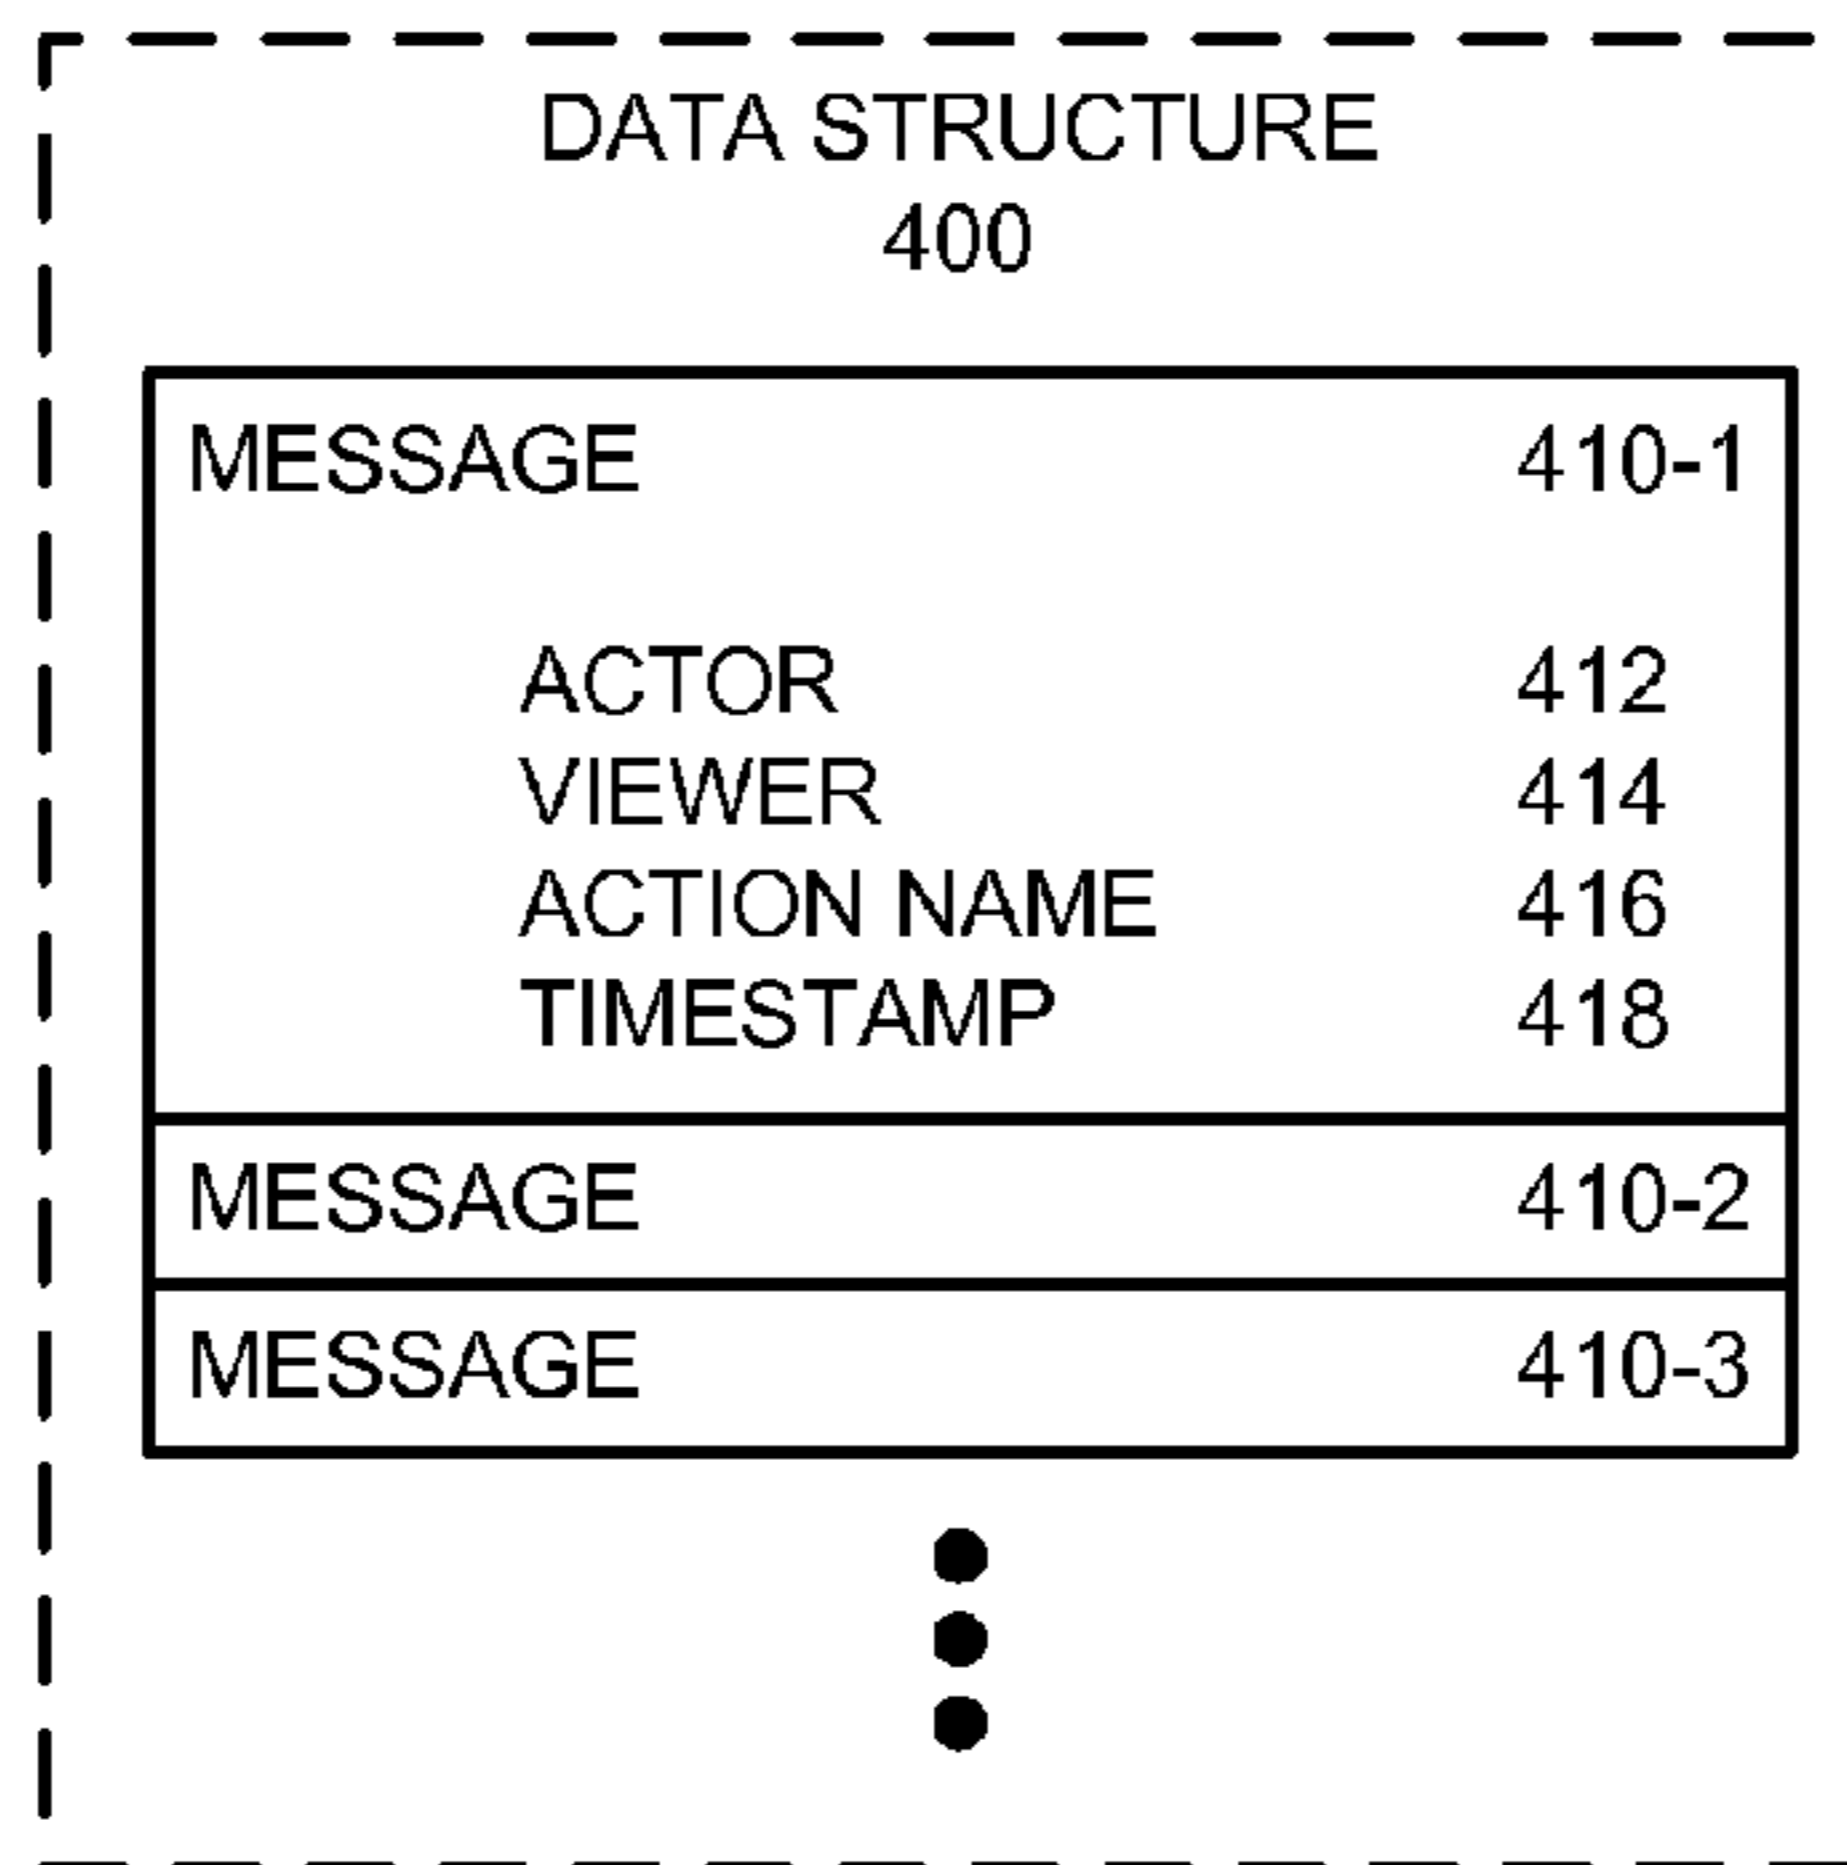 DATA STRUCTURE
400
MESSAGE 410-1
ACTOR 412
VIEWER 414
ACTION NAME 416
TIMESTAMP 418
MESSAGE 410-2
MESSAGE 410-3